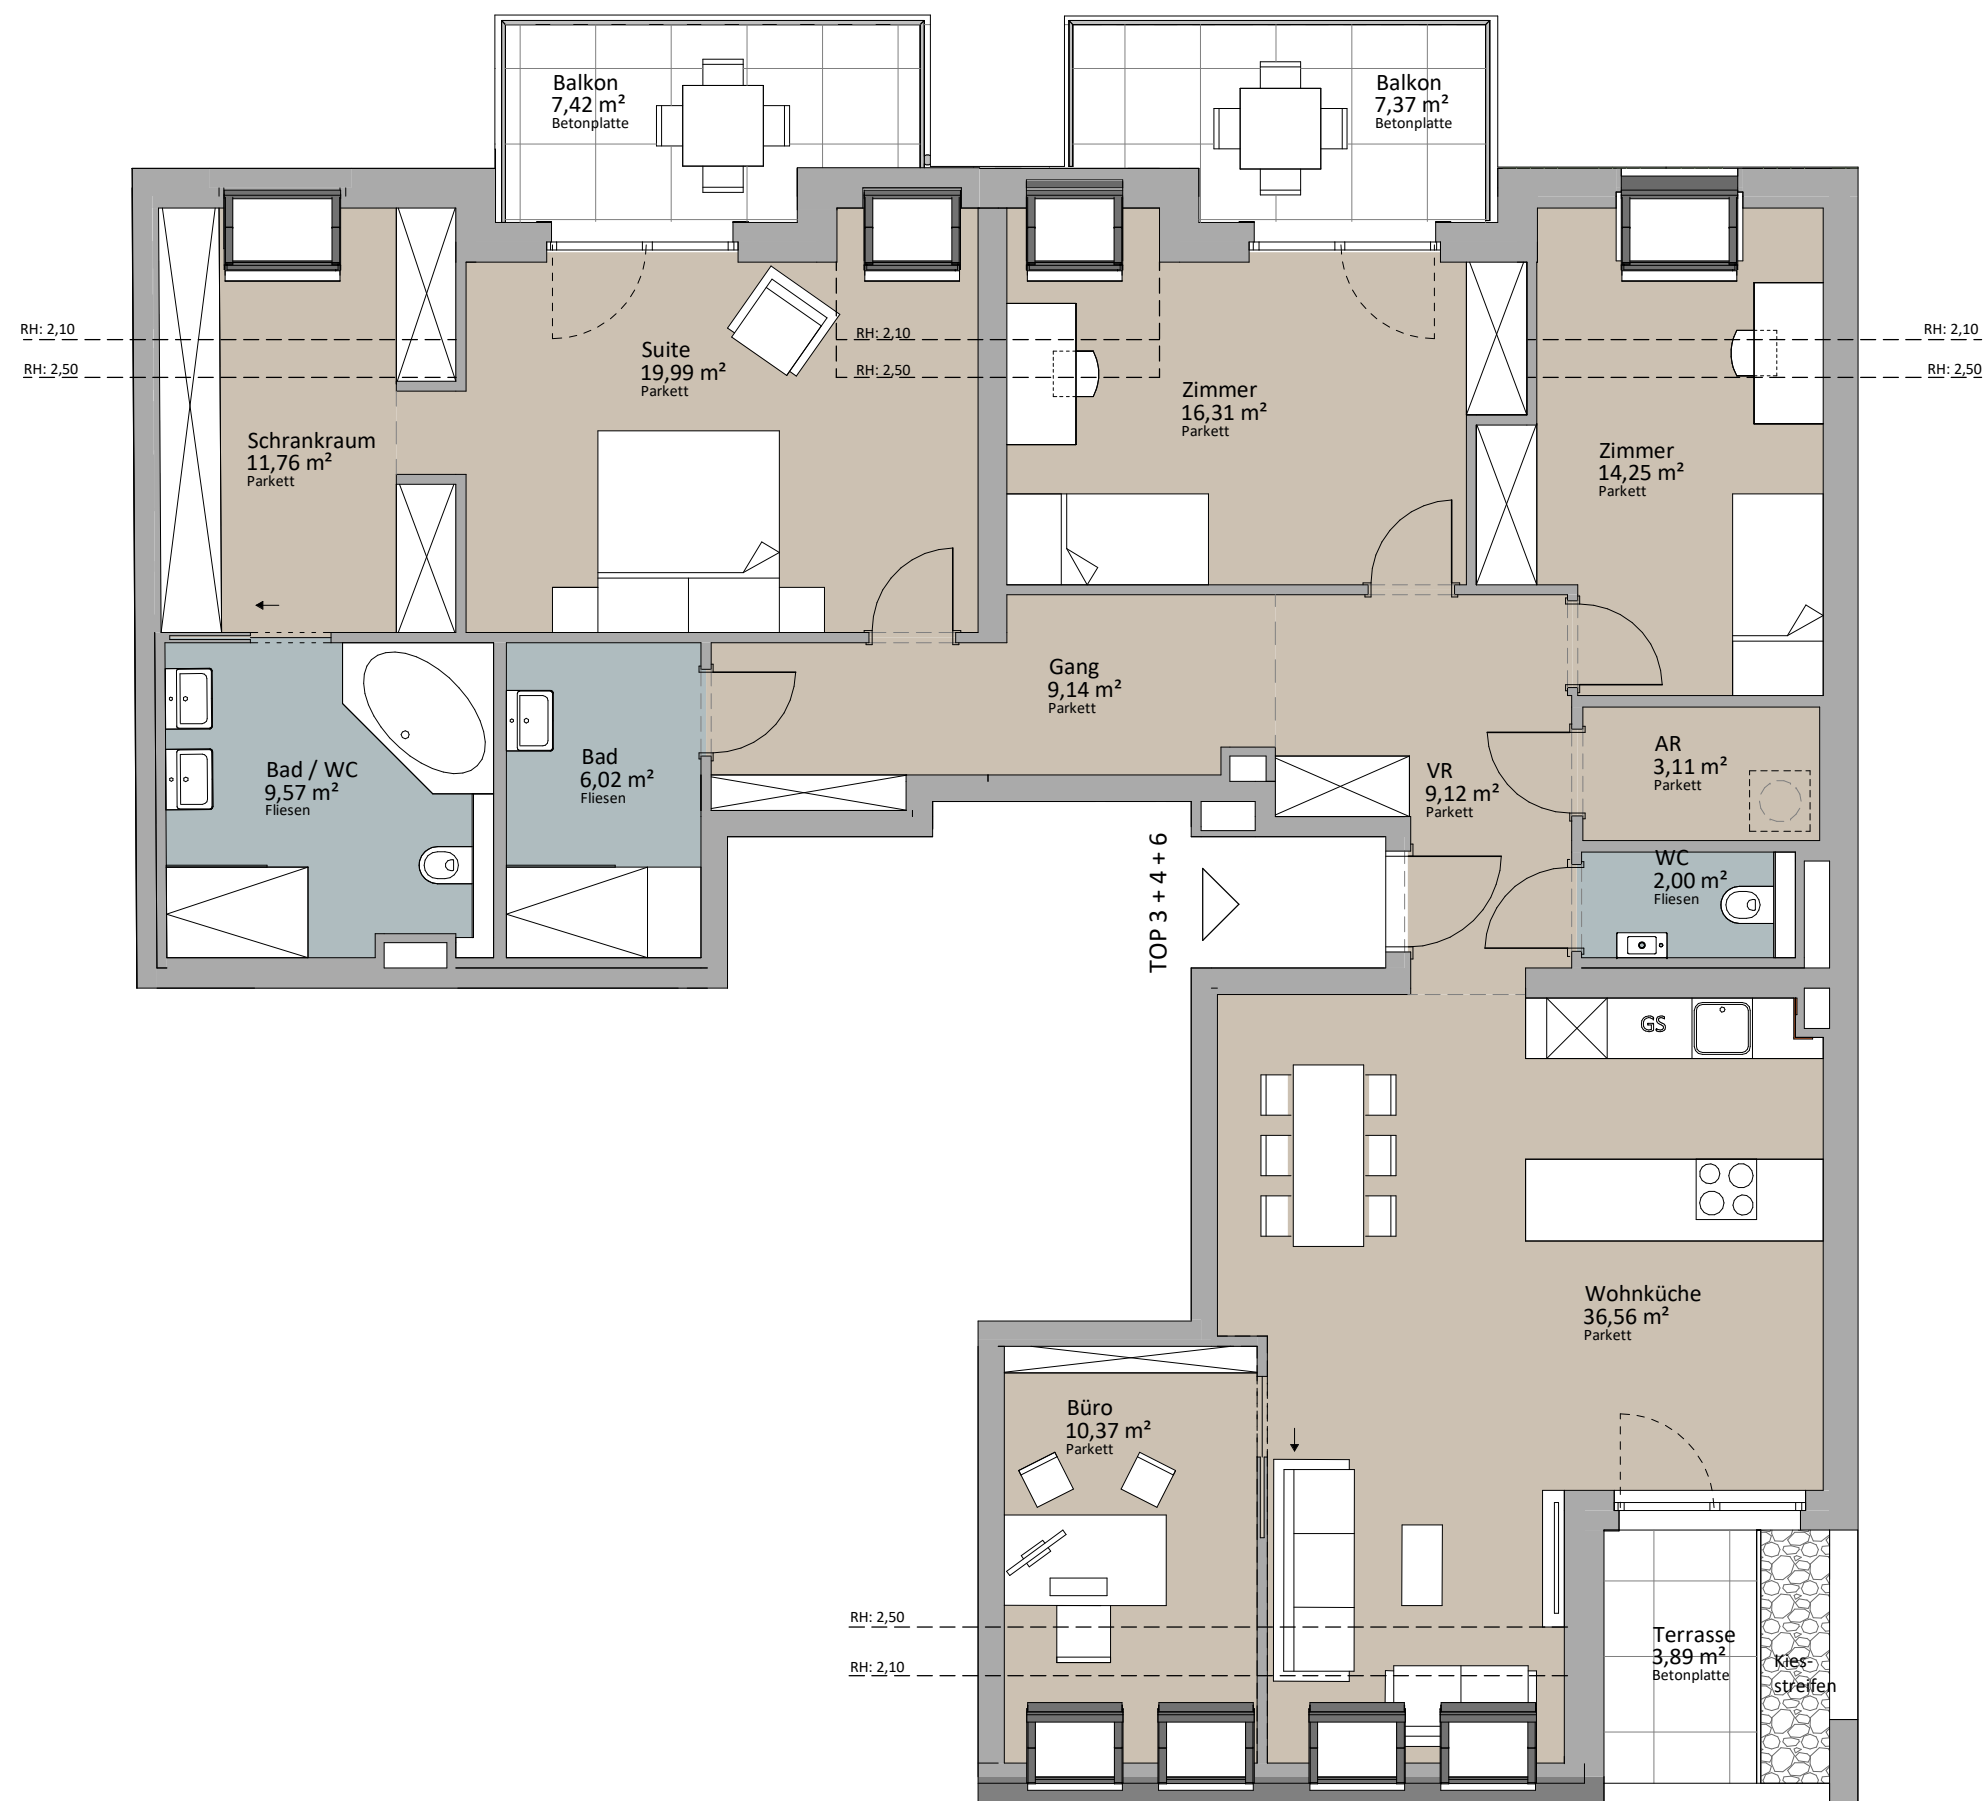 Balkon
7,42 m²
Betonplatte
Balkon
7,37 m²
Betonplatte
RH: 2,10
RH: 2,50
RH: 2,10
RH: 2,50
RH: 2,10
RH: 2,50
Suite
19,99 m²
Parkett
Zimmer
16,31 m²
Parkett
Schrankraum
11,76 m²
Parkett
Zimmer
14,25 m²
Parkett
Gang
9,14 m²
Parkett
Bad / WC
9,57 m²
Fliesen
Bad
6,02 m²
Fliesen
VR
9,12 m²
Parkett
AR
3,11 m²
Parkett
WC
2,00 m²
Fliesen
TOP 3 + 4 + 6
GS
Wohnküche
36,56 m²
Parkett
Büro
10,37 m²
Parkett
RH: 2,50
RH: 2,10
Terrasse
3,89 m²
Betonplatte
Kies-
streifen